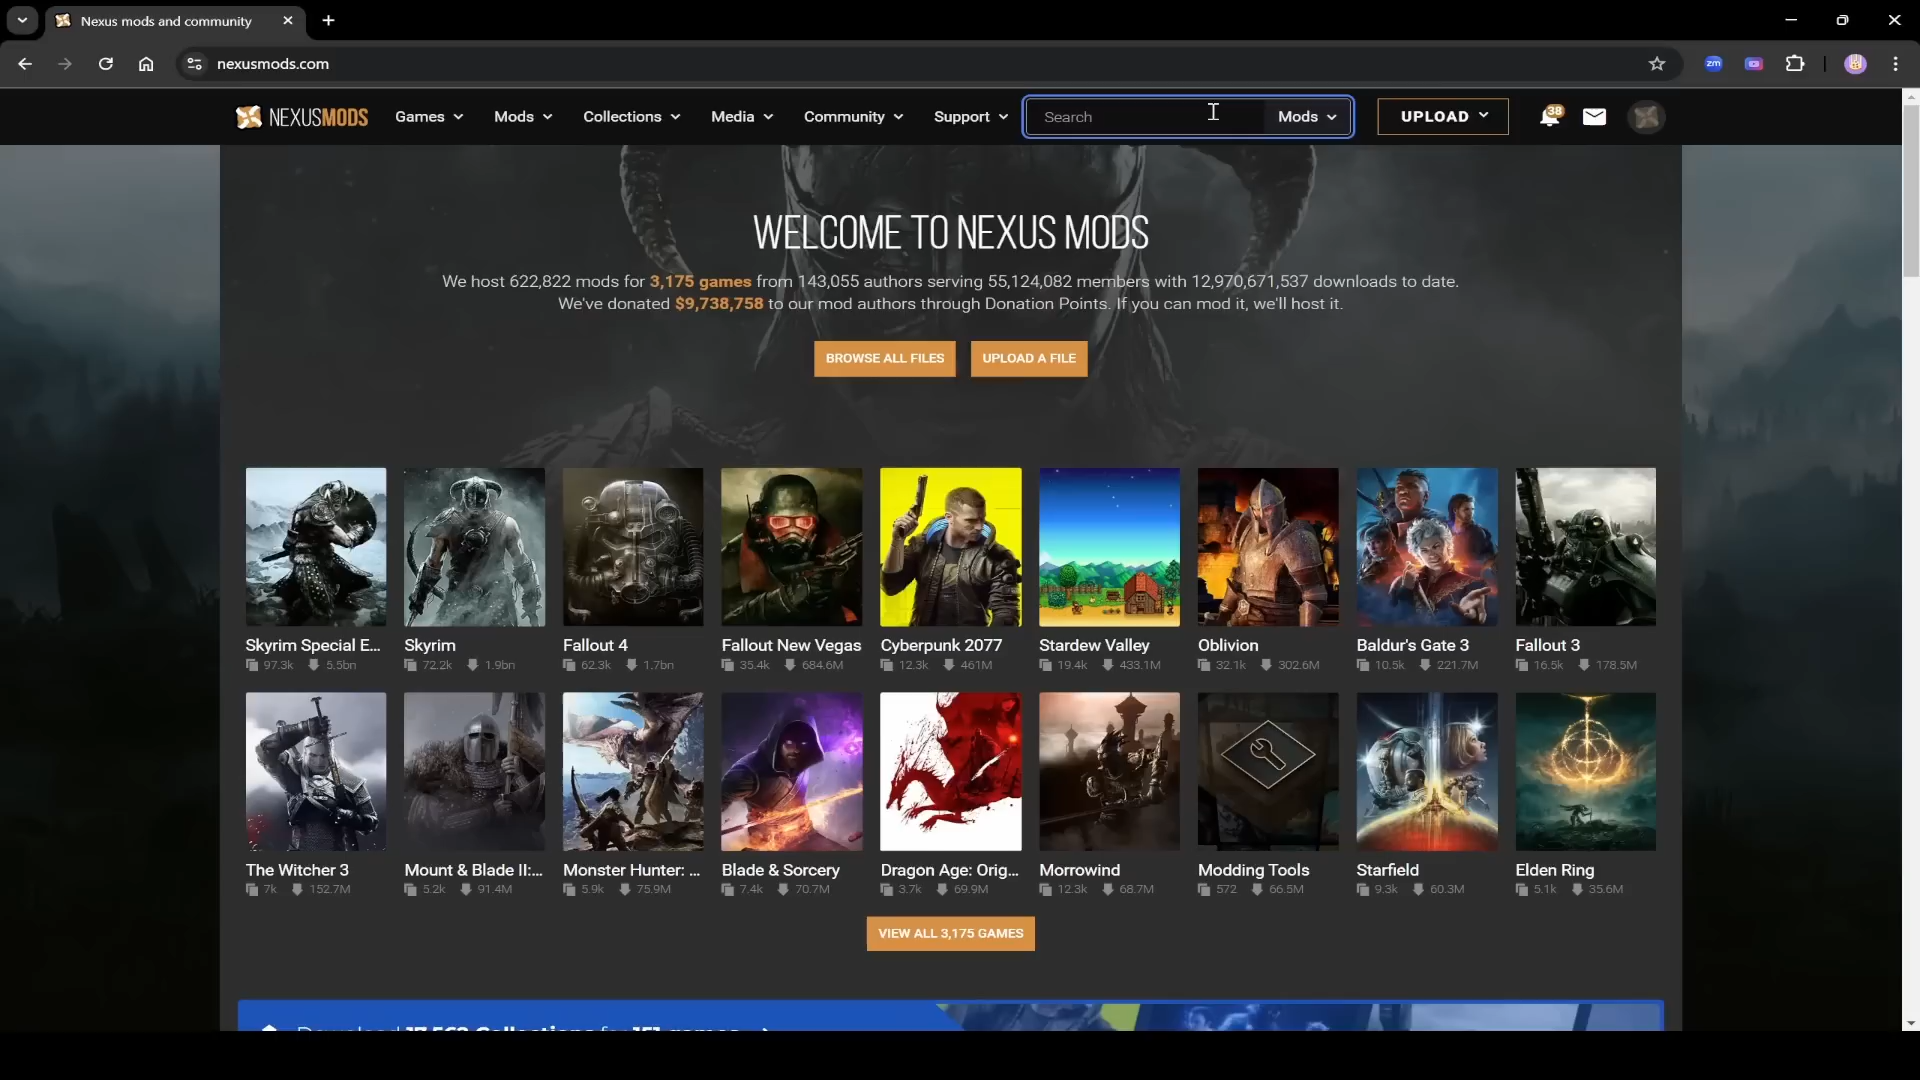 Nexus mods and community
nexusmods.com
zm
NEXUSMODS
Games
Mods
Collections
Media
Community
Support
Search
Mods
UPLOAD
38
WELCOME TO NEXUS MODS
We host 622,822 mods for 3,175 games from 143,055 authors serving 55,124,082 members with 12,970,671,537 downloads to date.
We've donated $9,738,758 to our mod authors through Donation Points. If you can mod it, we'll host it.
BROWSE ALL FILES
UPLOAD A FILE
Skyrim Special E...
97.3k 5.5bn
Skyrim
72.2k 1.9bn
Fallout 4
62.3k 1.7bn
Fallout New Vegas
35.4k 684.6M
Cyberpunk 2077
12.3k 461M
Stardew Valley
19.4k 433.1M
Oblivion
32.1k 302.6M
Baldur's Gate 3
10.5k 221.7M
Fallout 3
16.5k 178.5M
The Witcher 3
7k 152.7M
Mount & Blade II:...
5.2k 91.4M
Monster Hunter: ...
5.9k 75.9M
Blade & Sorcery
7.4k 70.7M
Dragon Age: Orig...
3.7k 69.9M
Morrowind
12.3k 68.7M
Modding Tools
572 66.5M
Starfield
9.3k 60.3M
Elden Ring
5.1k 35.6M
VIEW ALL 3,175 GAMES
Download 17,563 Collections for 151 games